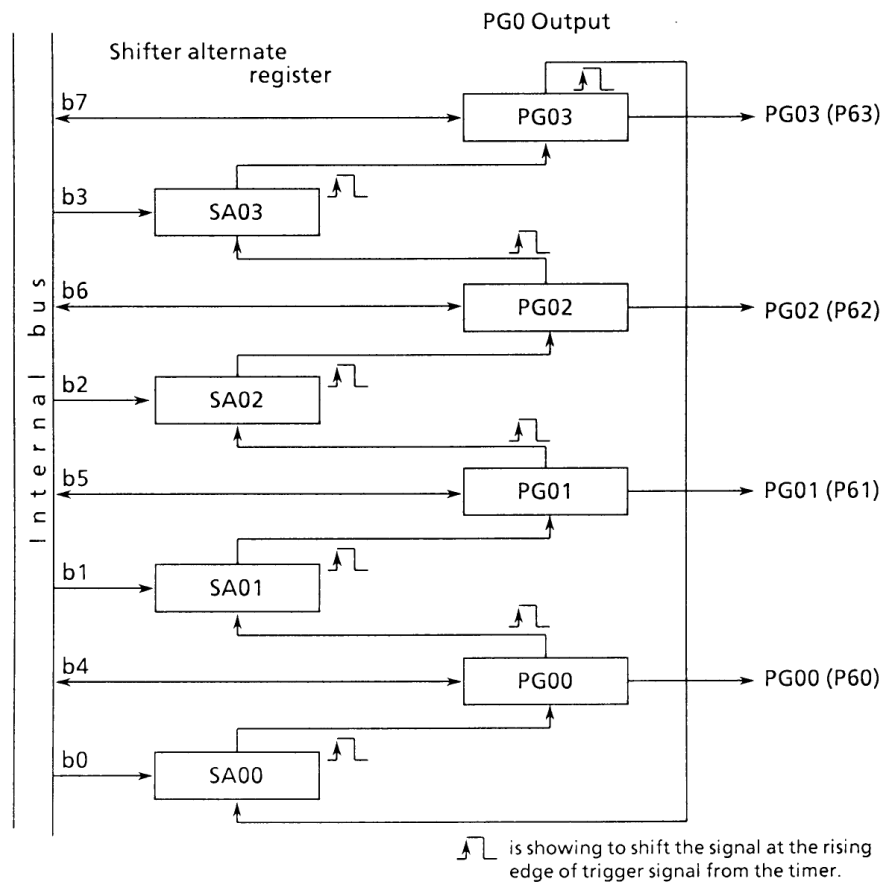 PG0 Output
Shifter alternate
register
b7
PG03
PG03 (P63)
b3
SA03
b6
PG02
PG02 (P62)
b2
SA02
Internal bus
b5
PG01
PG01 (P61)
b1
SA01
b4
PG00
PG00 (P60)
b0
SA00
is showing to shift the signal at the rising
edge of trigger signal from the timer.